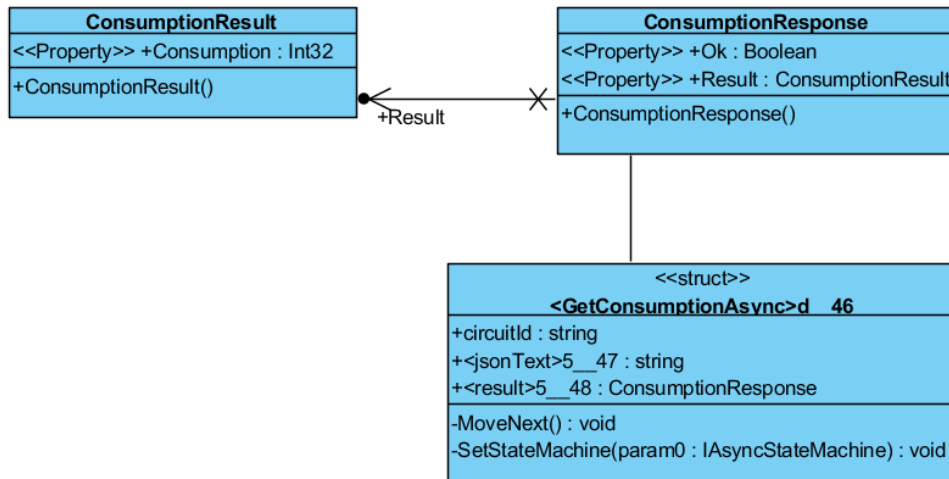 ConsumptionResult
<<Property>> +Consumption : Int32
+ConsumptionResult()
+Result
ConsumptionResponse
<<Property>> +Ok : Boolean
<<Property>> +Result : ConsumptionResult
+ConsumptionResponse()
<<struct>>
<GetConsumptionAsync>d__46
+circuitId : string
+<jsonText>5__47 : string
+<result>5__48 : ConsumptionResponse
-MoveNext() : void
-SetStateMachine(param0 : IAsyncStateMachine) : void